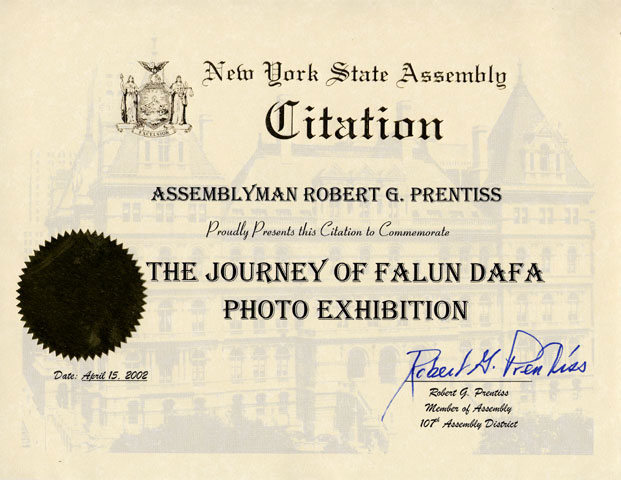 New York State Assembly
Citation
EXCELSIOR
ASSEMBLYMAN ROBERT G. PRENTISS
Proudly Presents this Citation to Commemorate
THE JOURNEY OF FALUN DAFA
PHOTO EXHIBITION
Date: April 15, 2002
Robert G. Prentiss
Robert G. Prentiss
Member of Assembly
107th Assembly District